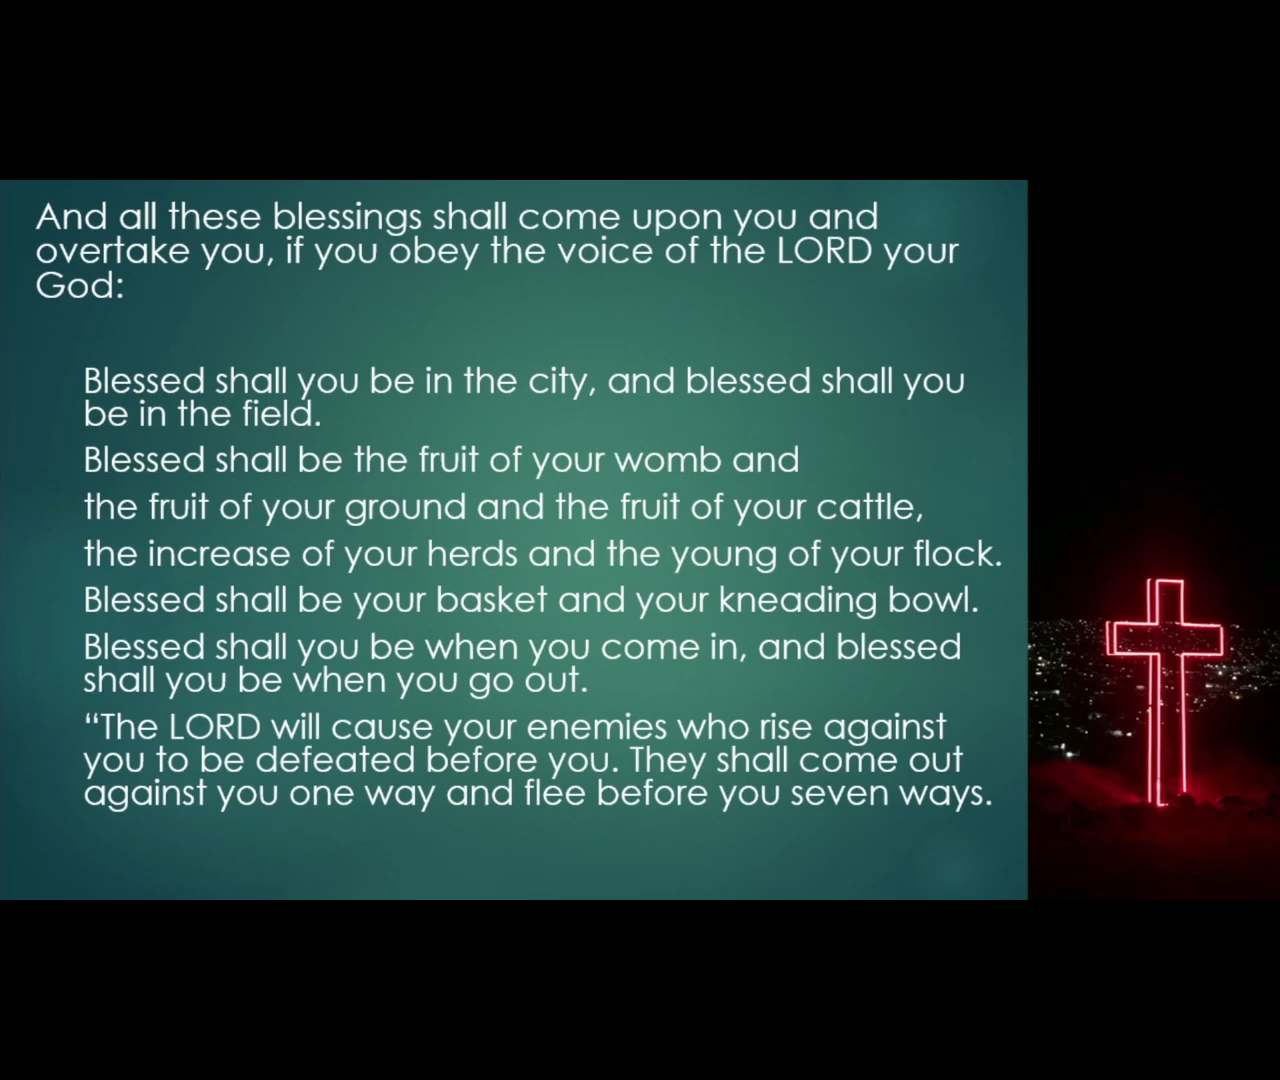 And all these blessings shall come upon you and
overtake you, if you obey the voice of the LORD your
God:
Blessed shall you be in the city, and blessed shall you
be in the field.
Blessed shall be the fruit of your womb and
the fruit of your ground and the fruit of your cattle,
the increase of your herds and the young of your flock.
Blessed shall be your basket and your kneading bowl.
Blessed shall you be when you come in, and blessed
shall you be when you go out.
“The LORD will cause your enemies who rise against
you to be defeated before you. They shall come out
against you one way and flee before you seven ways.